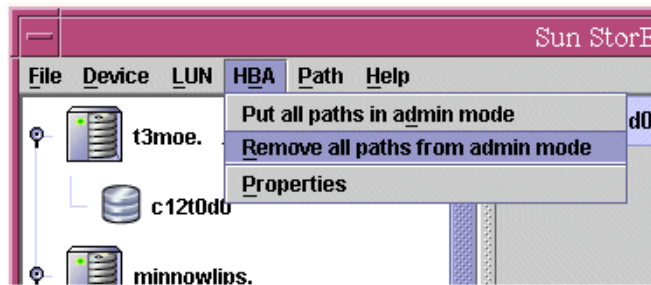 Sun StorE
File Device LUN HBA Path Help
Put all paths in admin mode
d0
t3moe.
Remove all paths from admin mode
Properties
c12t0d0
minnowlips.